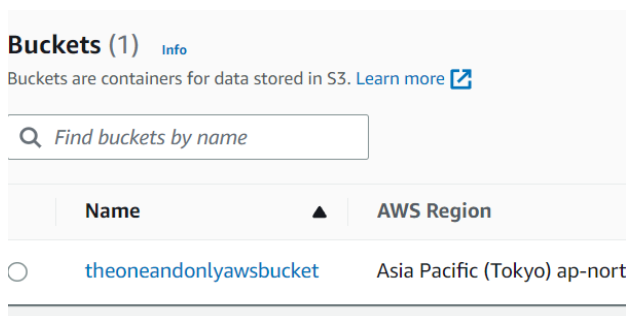 Buckets (1) Info
Buckets are containers for data stored in S3. Learn more
Find buckets by name
Name AWS Region
theoneandonlyawsbucket Asia Pacific (Tokyo) ap-nort